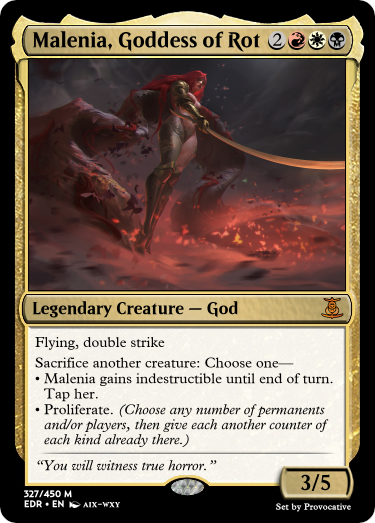 Malenia, Goddess of Rot 2
Legendary Creature — God
Flying, double strike
Sacrifice another creature: Choose one—
• Malenia gains indestructible until end of turn.
Tap her.
• Proliferate. (Choose any number of permanents
and/or players, then give each another counter
of each kind already there.)
“You will witness true horror.”
3/5
327/450 M
EDR • EN AIX-WXY
Set by Provocative